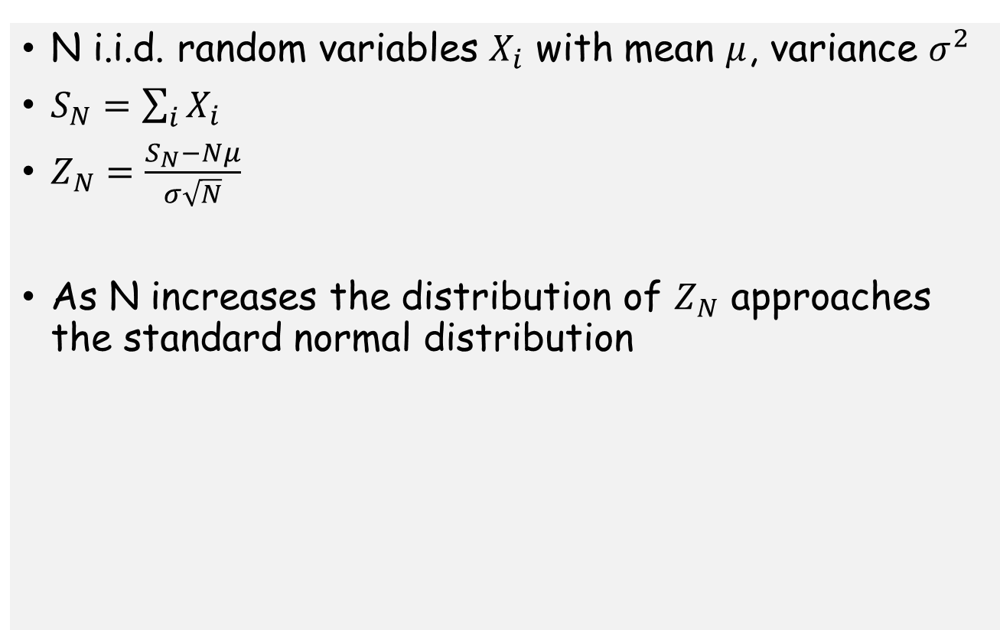 • N i.i.d. random variables $X_i$ with mean $\mu$, variance $\sigma^2$
• $S_N = \sum_i X_i$
• $Z_N = \frac{S_N - N\mu}{\sigma\sqrt{N}}$
• As N increases the distribution of $Z_N$ approaches
the standard normal distribution